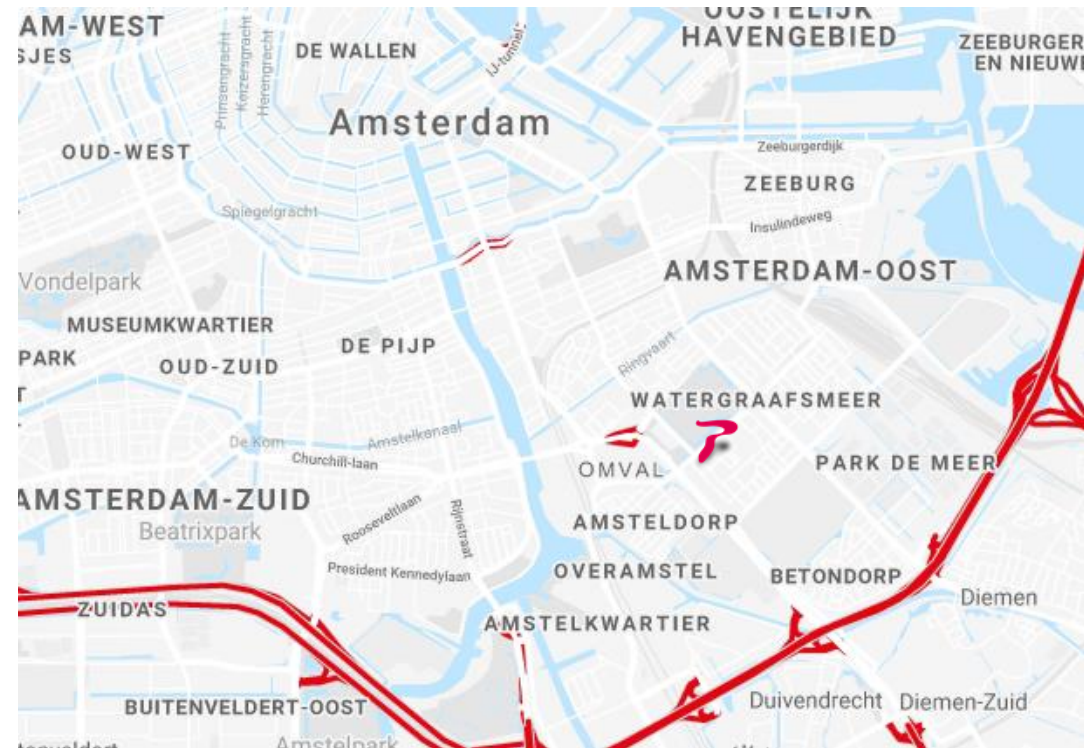 AM-WEST
SJES
Prinsengracht
Keizersgracht
Herengracht
DE WALLEN
IJ-tunnel
OOSTELIJK
HAVENGEBIED
ZEEBURGER
EN NIEUW
Amsterdam
OUD-WEST
Zeeburgerdijk
ZEEBURG
Spiegelgracht
Insulindeweg
Vondelpark
AMSTERDAM-OOST
MUSEUMKWARTIER
PARK
OUD-ZUID
DE PIJP
Ringvaart
WATERGRAAFSMEER
De Kom
Amstelkanaal
Churchill-laan
OMVAL
PARK DE MEER
AMSTERDAM-ZUID
Beatrixpark
Rooseveltlaan
Rijnstraat
AMSTELDORP
President Kennedylaan
OVERAMSTEL
BETONDORP
Diemen
ZUIDAS
AMSTELKWARTIER
BUITENVELDERT-OOST
Duivendrecht
Diemen-Zuid
Amstelpark